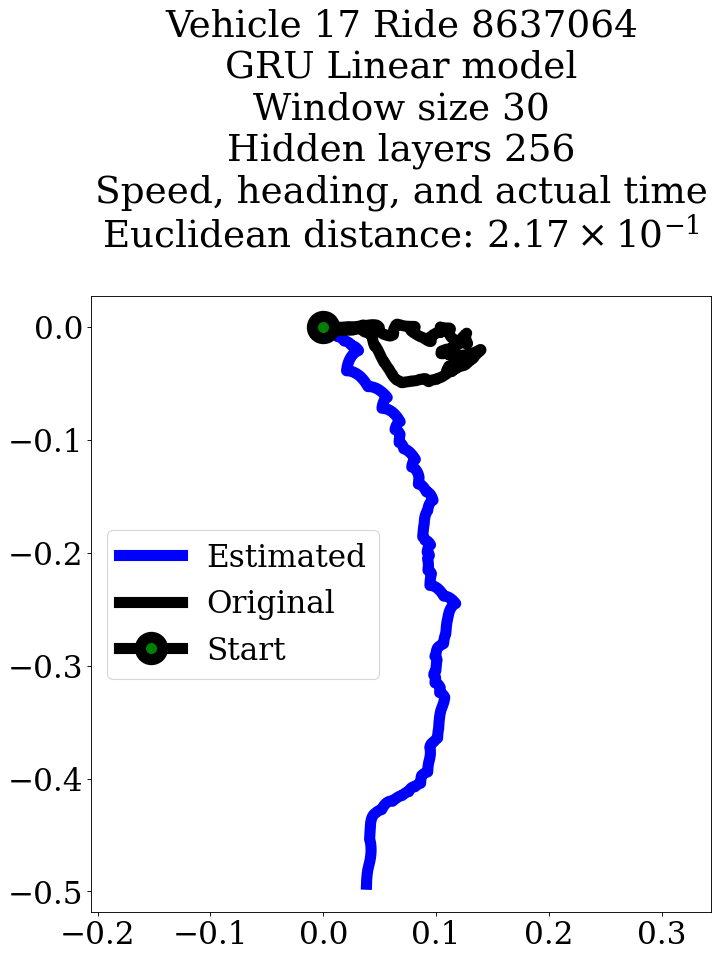 Vehicle 17 Ride 8637064
GRU Linear model
Window size 30
Hidden layers 256
Speed, heading, and actual time
Euclidean distance: 2.17 × 10⁻¹
0.0
−0.1
−0.2
−0.3
−0.4
−0.5
Estimated
Original
Start
−0.2 −0.1 0.0 0.1 0.2 0.3